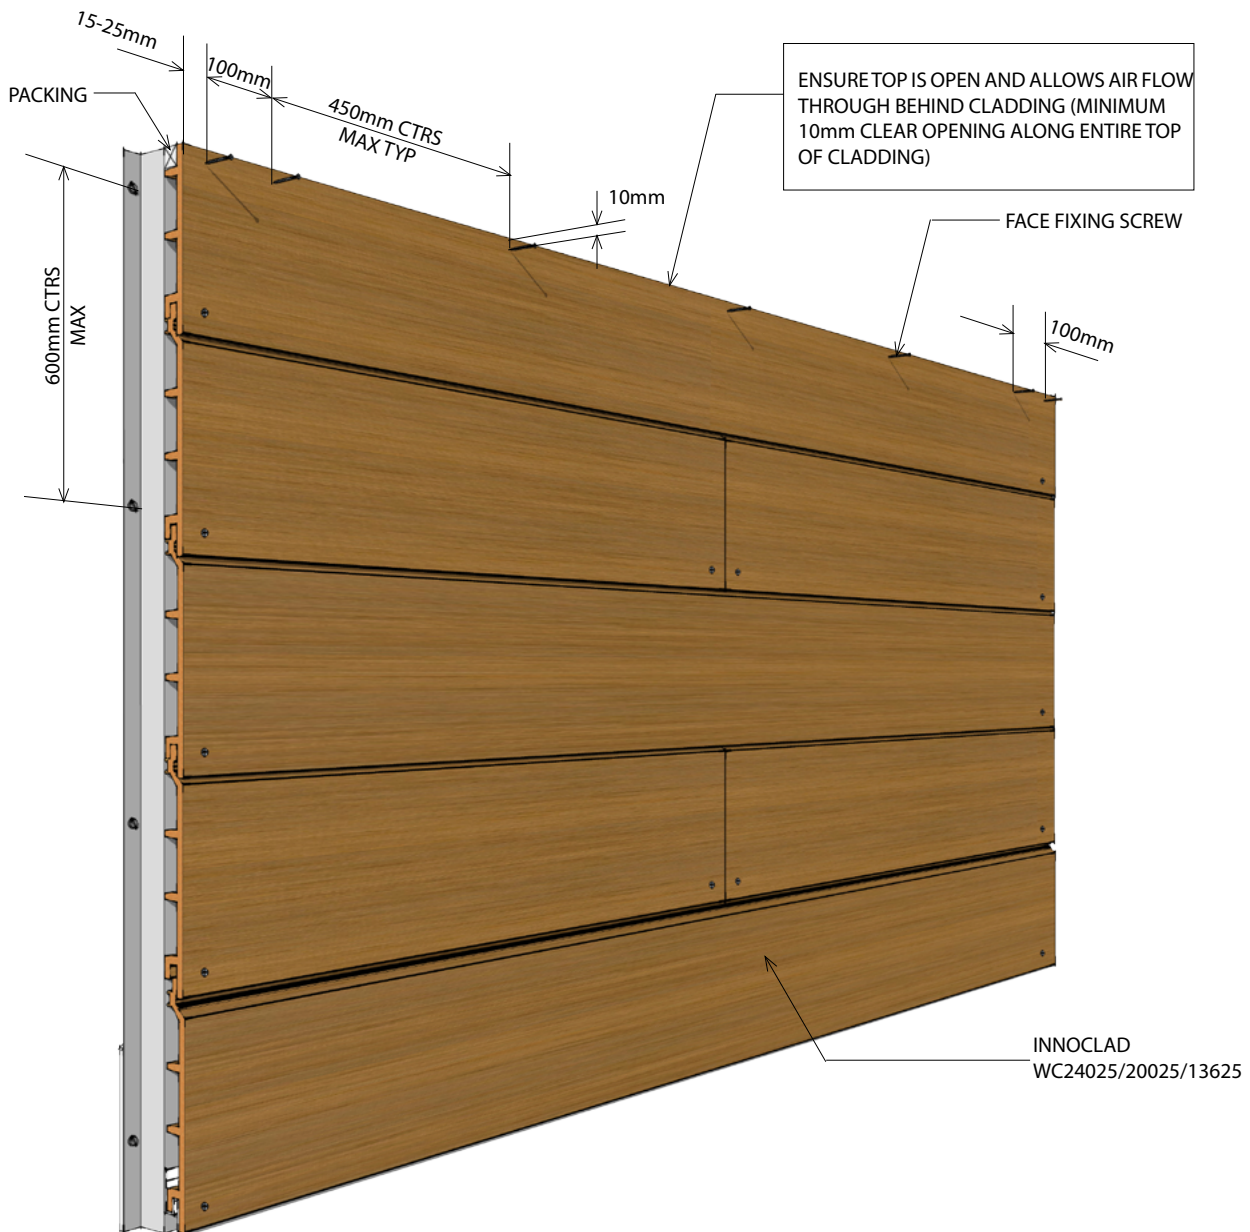 15-25mm
100mm
PACKING
450mm CTRS
MAX TYP
ENSURE TOP IS OPEN AND ALLOWS AIR FLOW
THROUGH BEHIND CLADDING (MINIMUM
10mm CLEAR OPENING ALONG ENTIRE TOP
OF CLADDING)
10mm
FACE FIXING SCREW
600mm CTRS
MAX
100mm
INNOCLAD
WC24025/20025/13625